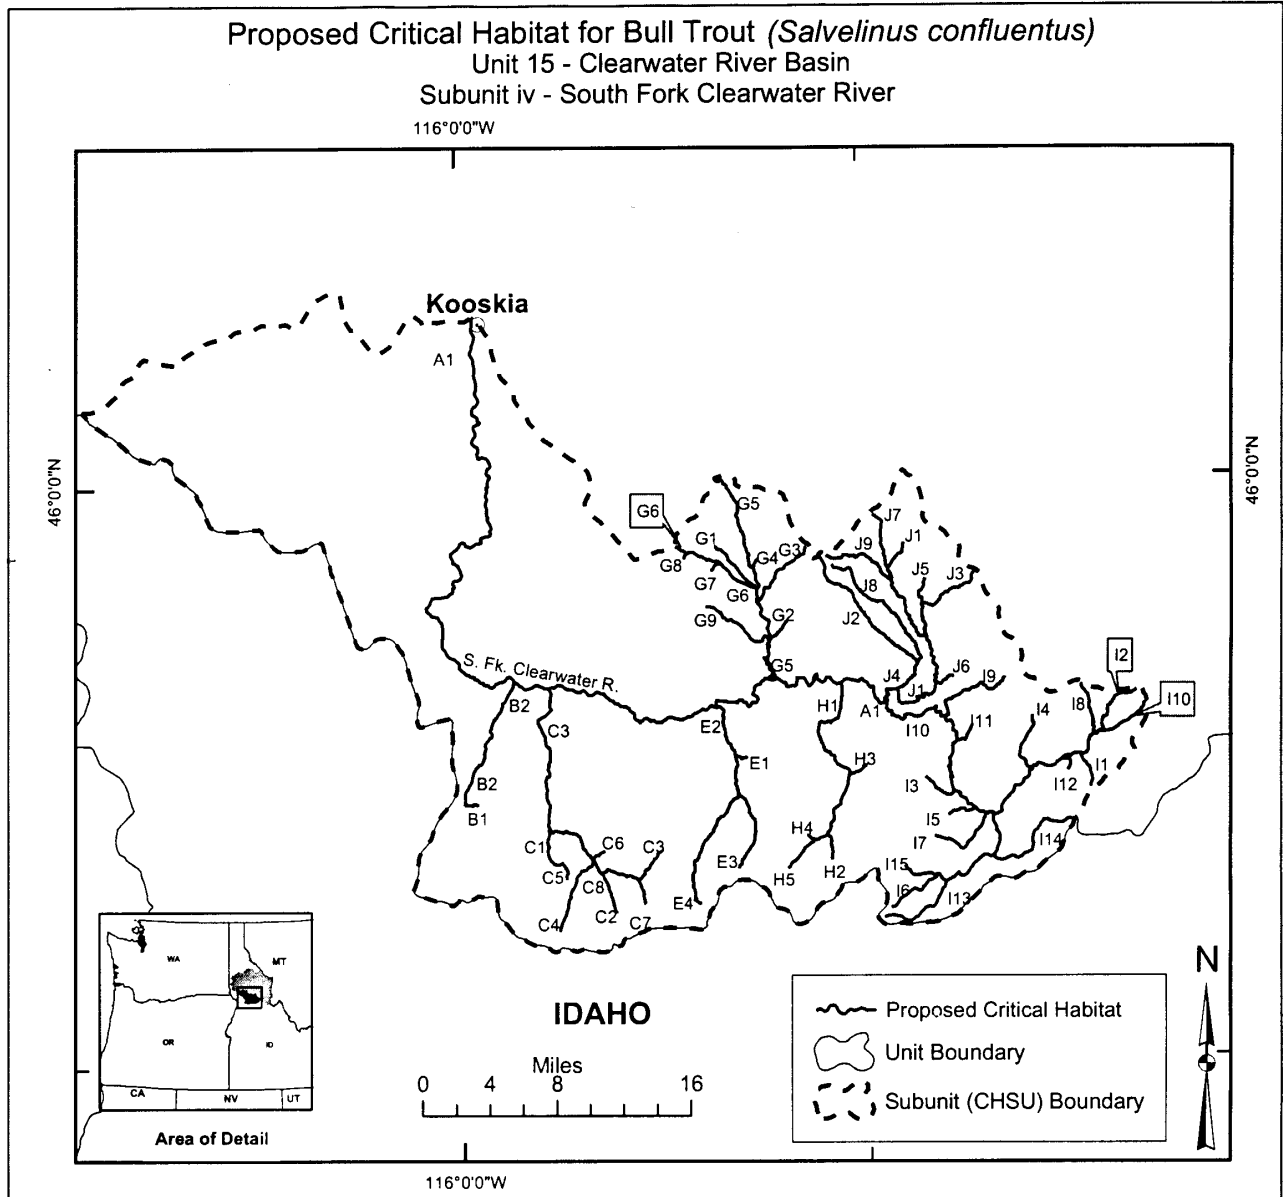 Proposed Critical Habitat for Bull Trout (Salvelinus confluentus)
Unit 15 - Clearwater River Basin
Subunit iv - South Fork Clearwater River
116°0'0"W
Kooskia
A1
46°0'0"N
46°0'0"N
G6
G5
J7
G1
G4
G3
J9
J1
G8
G7
J5
J3
J8
G6
G9
G2
J2
I2
S. Fk. Clearwater R.
G5
J4
J6
I9
J1
I10
B2
H1
A1
I8
C3
E2
I10
I11
I4
E1
H3
I1
B2
I3
I12
B1
I5
H4
C1
C6
C3
I7
I14
C5
E3
I15
C8
H5
H2
I6
I13
C4
C2
C7
E4
WA
MT
OR
ID
CA
NV
UT
Area of Detail
IDAHO
Miles
0 4 8 16
N
Proposed Critical Habitat
Unit Boundary
Subunit (CHSU) Boundary
116°0'0"W